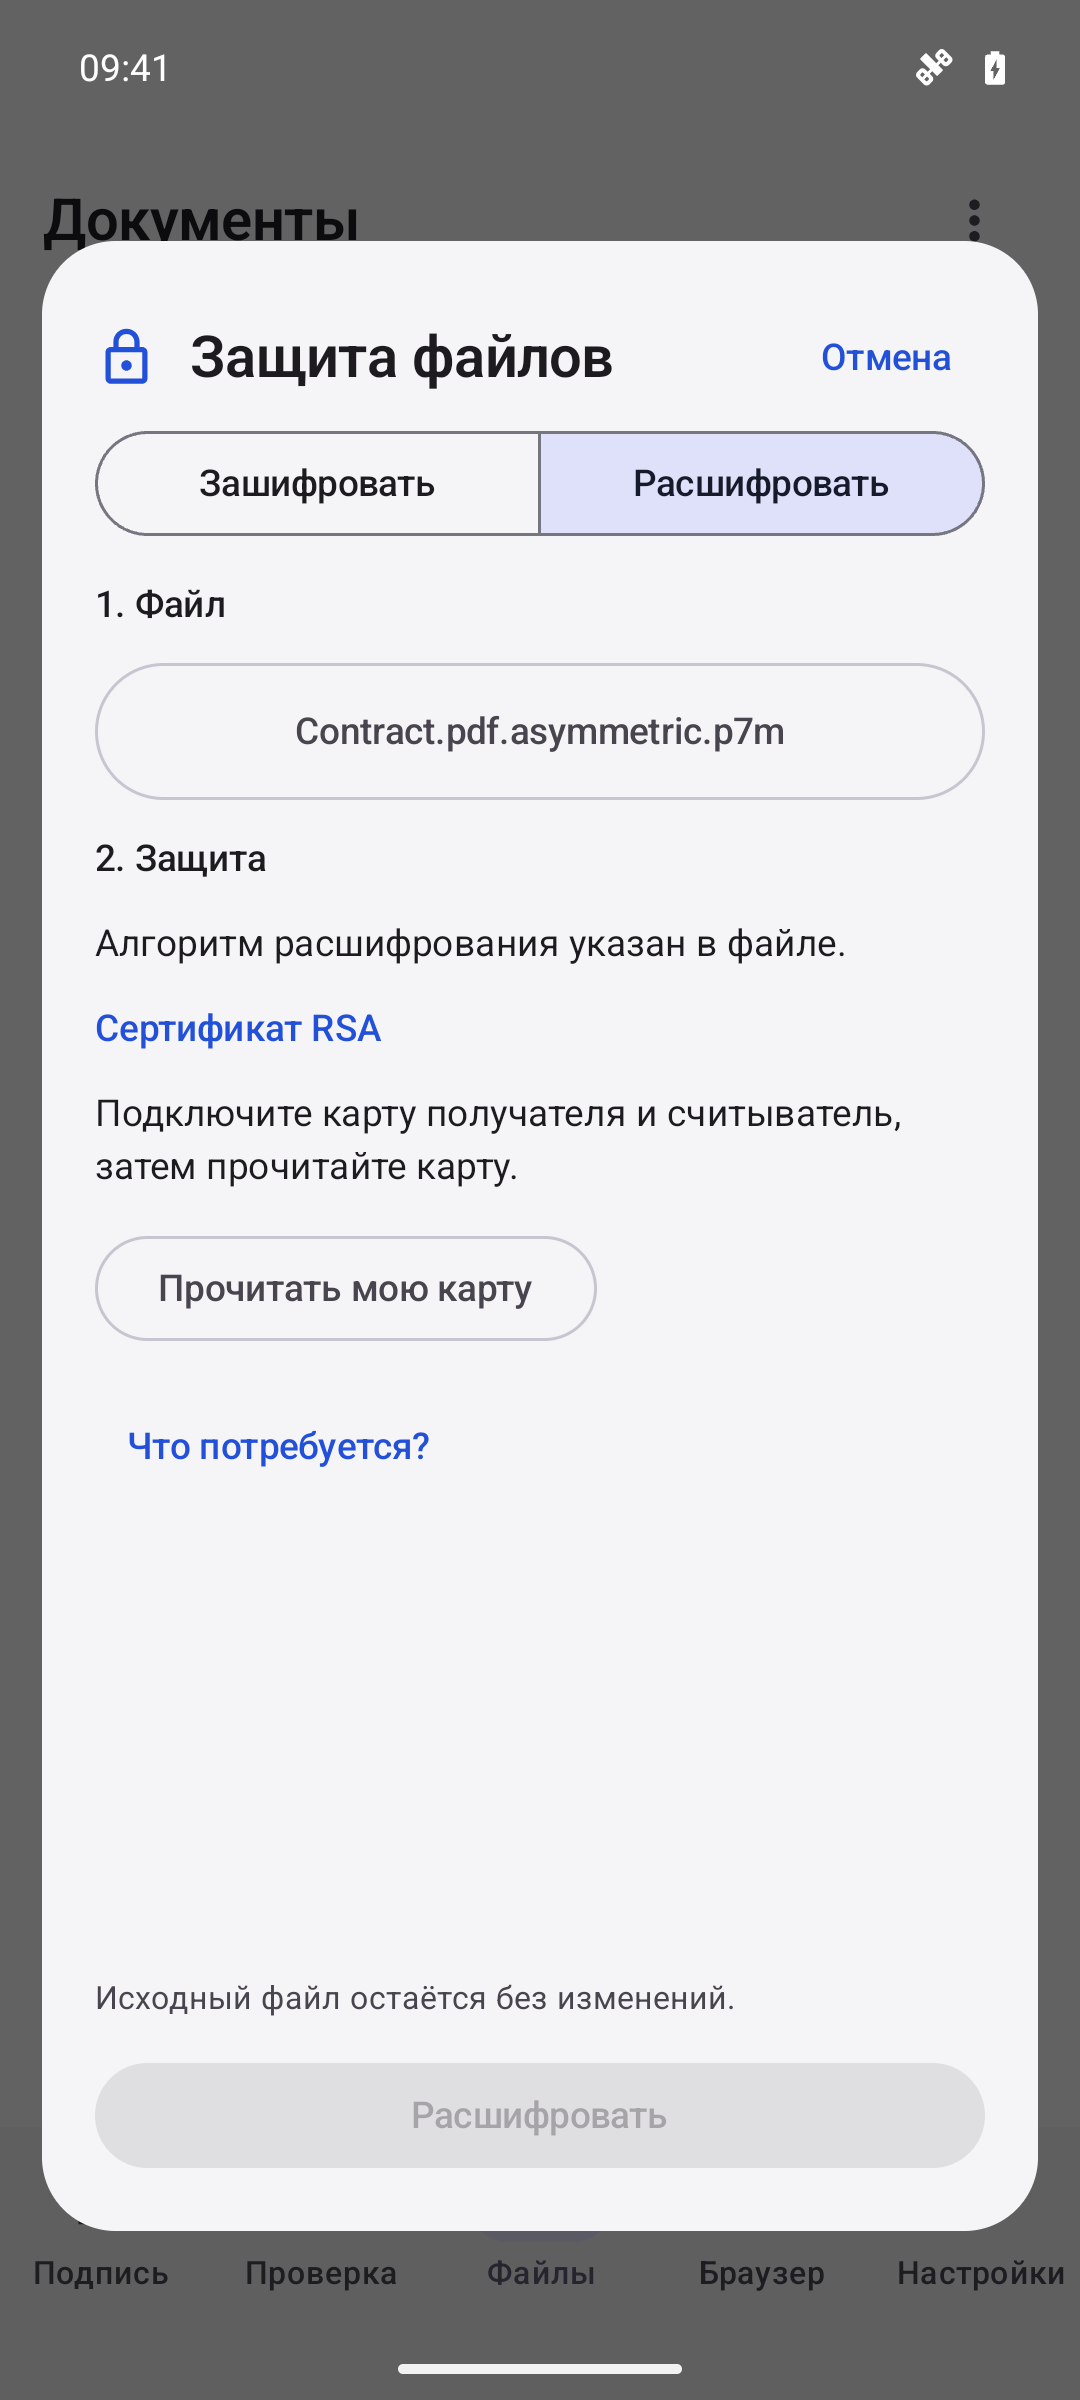 09:41
Документы
Защита файлов
Отмена
Зашифровать
Расшифровать
1. Файл
Contract.pdf.asymmetric.p7m
2. Защита
Алгоритм расшифрования указан в файле.
Сертификат RSA
Подключите карту получателя и считыватель,
затем прочитайте карту.
Прочитать мою карту
Что потребуется?
Исходный файл остаётся без изменений.
Расшифровать
Подпись
Проверка
Файлы
Браузер
Настройки